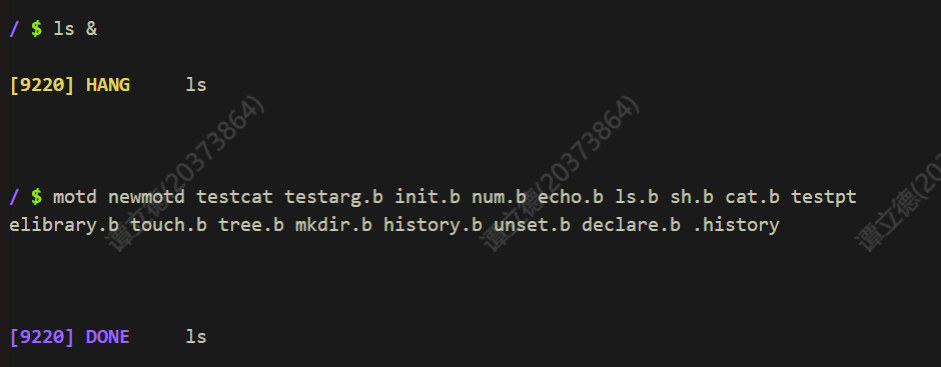 / $ ls &
[9220] HANG     ls
/ $ motd newmotd testcat testarg.b init.b num.b echo.b ls.b sh.b cat.b testpt
elibrary.b touch.b tree.b mkdir.b history.b unset.b declare.b .history
[9220] DONE     ls
谭立德(20373864)
谭立德(20373864)
谭立德(20